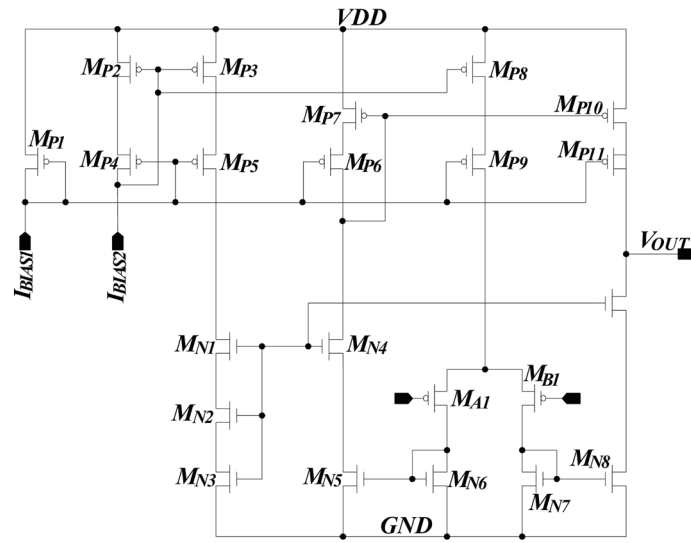 VDD
MP2
MP3
MP8
MP7
MP10
MP1
MP4
MP5
MP6
MP9
MP11
VOUT
IBIAS1
IBIAS2
MN1
MN4
MB1
MA1
MN2
MN3
MN5
MN6
MN7
MN8
GND